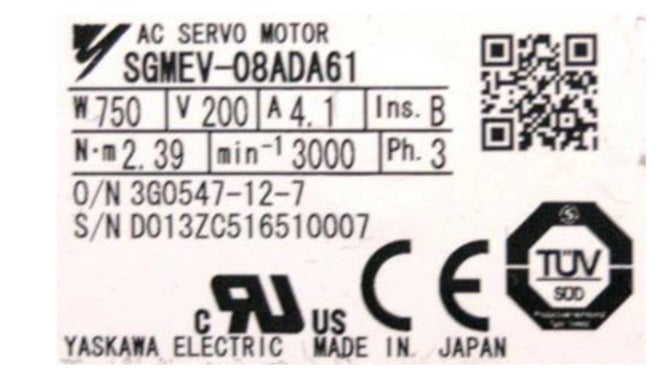 AC SERVO MOTOR
SGMEV-08ADA61
W 750 V 200 A 4.1 Ins. B
N·m 2.39 min⁻¹ 3000 Ph. 3
O/N 3G0547-12-7
S/N D013ZC516510007
TÜV
SÜD
C US CE
YASKAWA ELECTRIC MADE IN JAPAN